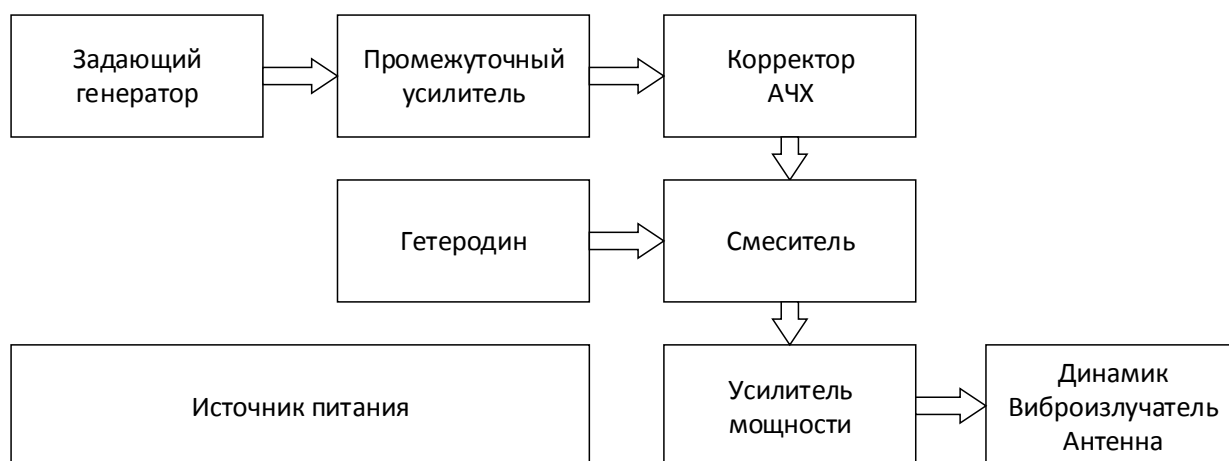 Задающий
генератор
Промежуточный
усилитель
Корректор
АЧХ
Гетеродин
Смеситель
Источник питания
Усилитель
мощности
Динамик
Виброизлучатель
Антенна